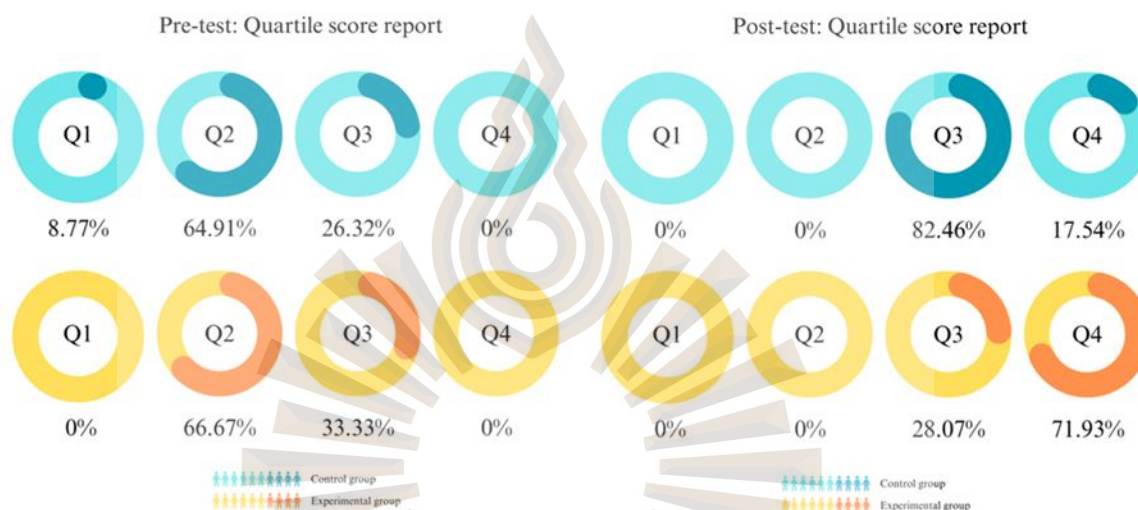 Pre-test: Quartile score report
Q1 Q2 Q3 Q4
8.77% 64.91% 26.32% 0%
Q1 Q2 Q3 Q4
0% 66.67% 33.33% 0%
Control group
Experimental group
Post-test: Quartile score report
Q1 Q2 Q3 Q4
0% 0% 82.46% 17.54%
Q1 Q2 Q3 Q4
0% 0% 28.07% 71.93%
Control group
Experimental group